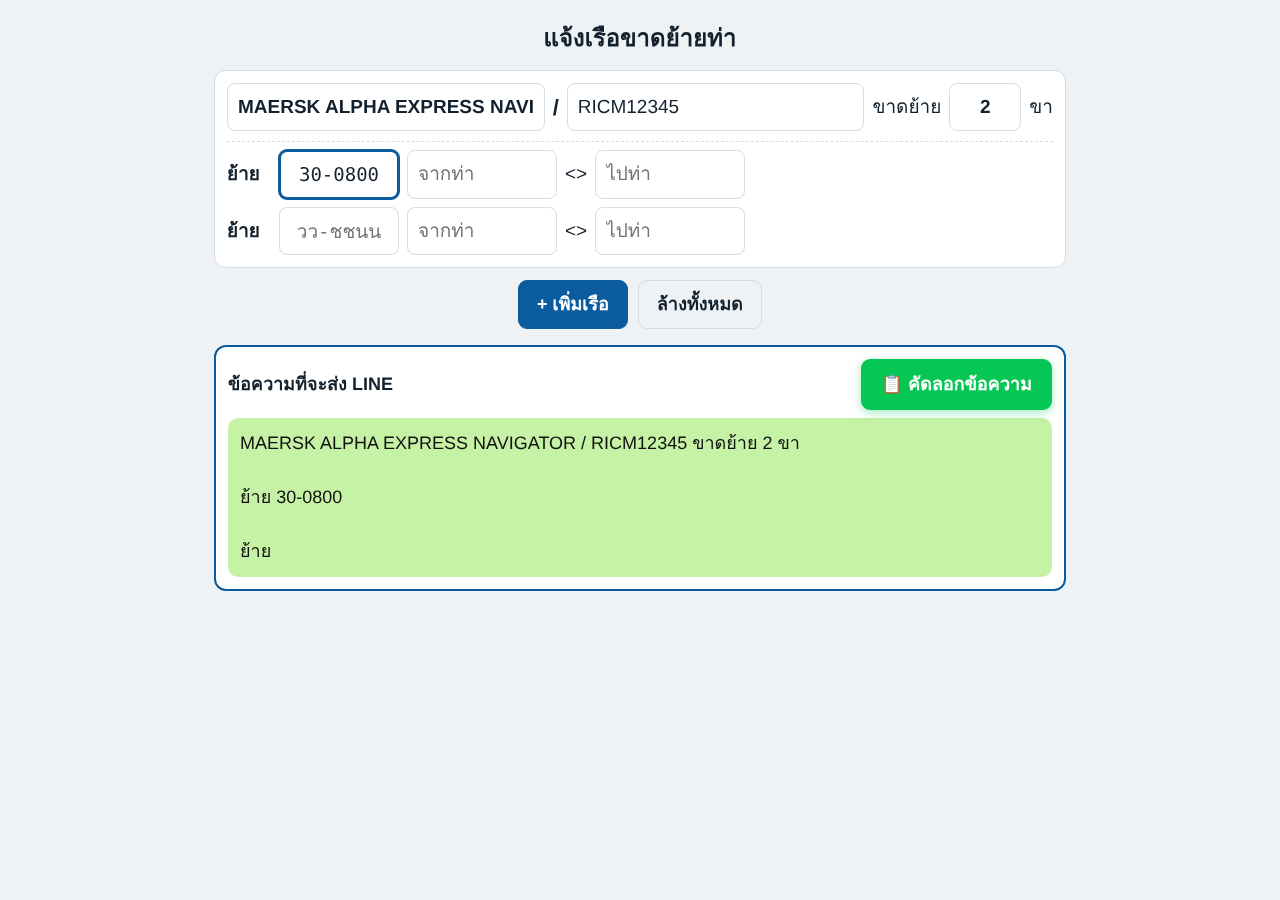 แจ้งเรือขาดย้ายท่า
MAERSK ALPHA EXPRESS NAVI / RICM12345 ขาดย้าย 2 ขา
ย้าย 30-0800 จากท่า <> ไปท่า
ย้าย วว-ชชนน จากท่า <> ไปท่า
+ เพิ่มเรือ ล้างทั้งหมด
ข้อความที่จะส่ง LINE 📋 คัดลอกข้อความ
MAERSK ALPHA EXPRESS NAVIGATOR / RICM12345 ขาดย้าย 2 ขา
ย้าย 30-0800
ย้าย